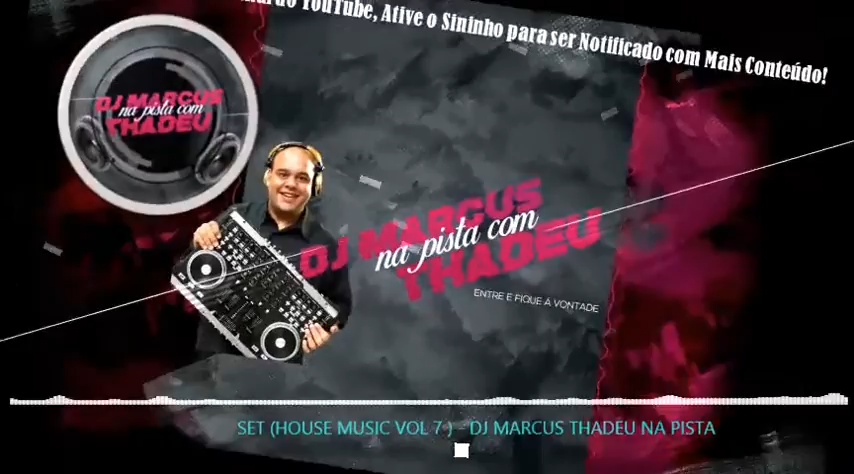 do YouTube, Ative o Sininho para ser Notificado com Mais Conteúdo!
DJ MARCUS
na pista com
THADEU
DJ MARCUS
na pista com
THADEU
ENTRE E FIQUE À VONTADE
SET (HOUSE MUSIC VOL 7 ) - DJ MARCUS THADEU NA PISTA